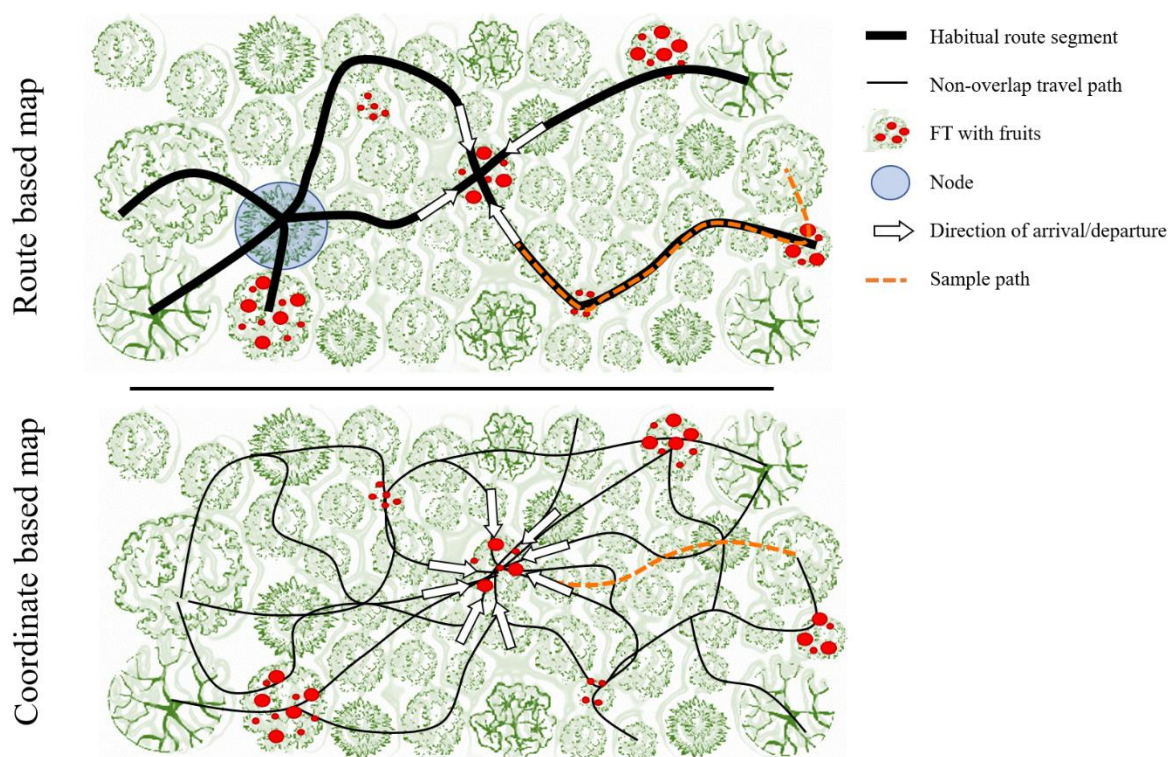 Route based map
Habitual route segment
Non-overlap travel path
FT with fruits
Node
Direction of arrival/departure
Sample path
Coordinate based map